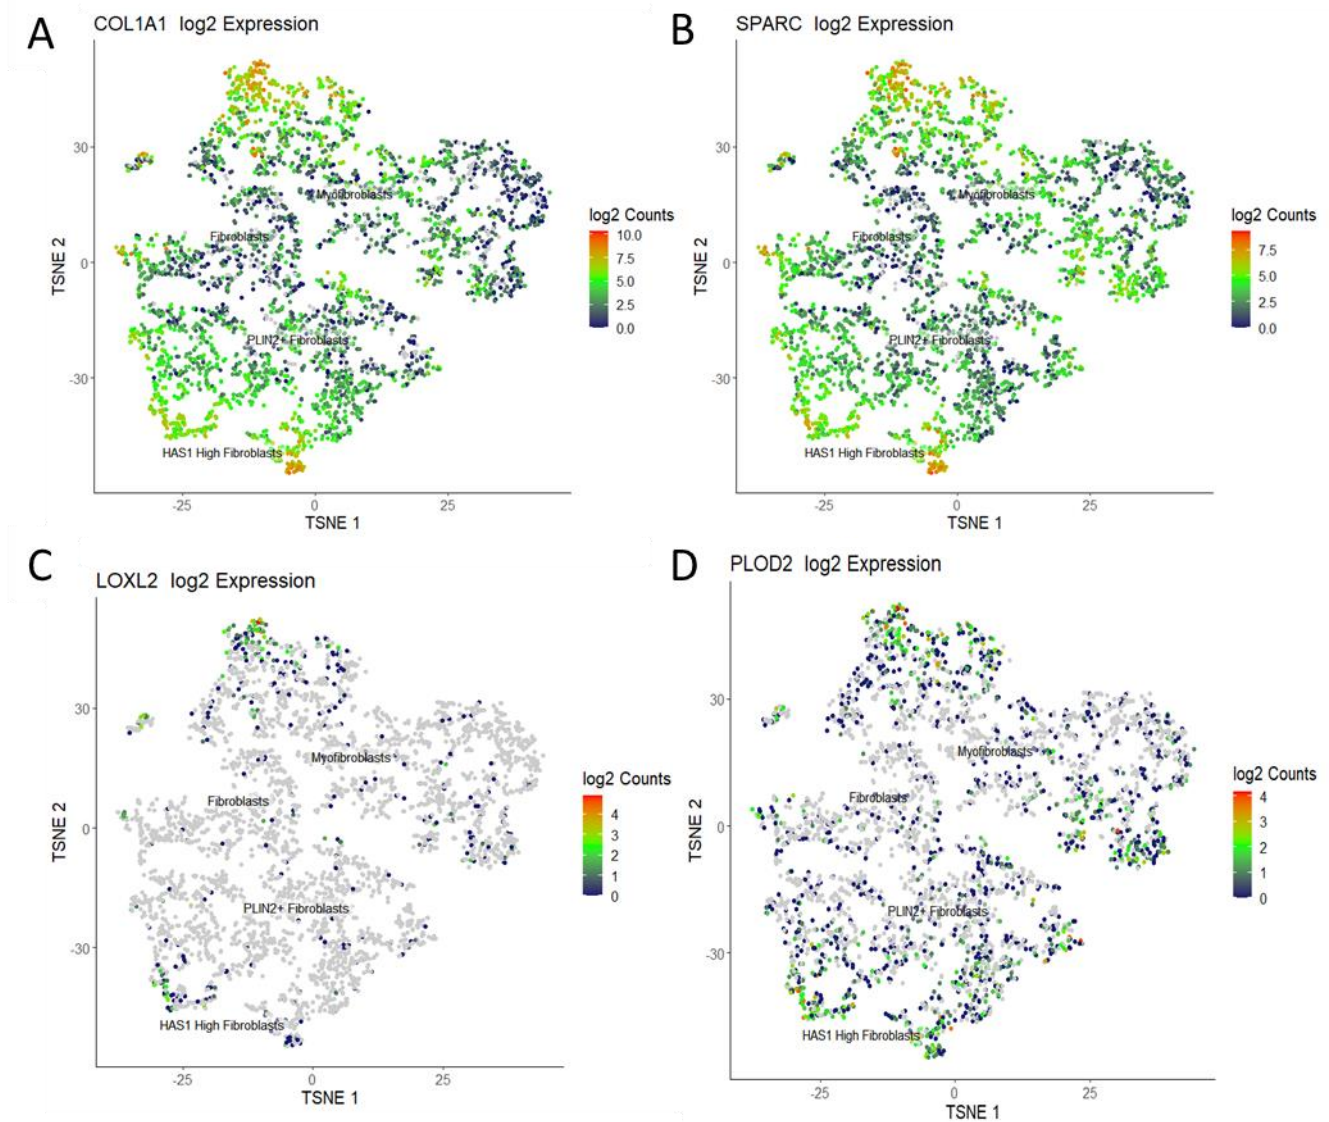 A
COL1A1 log2 Expression
30
0
-30
TSNE 2
Myofibroblasts
Fibroblasts
PLIN2+ Fibroblasts
HAS1 High Fibroblasts
-25
0
25
TSNE 1
log2 Counts
10.0
7.5
5.0
2.5
0.0
B
SPARC log2 Expression
30
0
-30
TSNE 2
Myofibroblasts
Fibroblasts
PLIN2+ Fibroblasts
HAS1 High Fibroblasts
-25
0
25
TSNE 1
log2 Counts
7.5
5.0
2.5
0.0
C
LOXL2 log2 Expression
30
0
-30
TSNE 2
Myofibroblasts
Fibroblasts
PLIN2+ Fibroblasts
HAS1 High Fibroblasts
-25
0
25
TSNE 1
log2 Counts
4
3
2
1
0
D
PLOD2 log2 Expression
30
0
-30
TSNE 2
Myofibroblasts
Fibroblasts
PLIN2+ Fibroblasts
HAS1 High Fibroblasts
-25
0
25
TSNE 1
log2 Counts
4
3
2
1
0